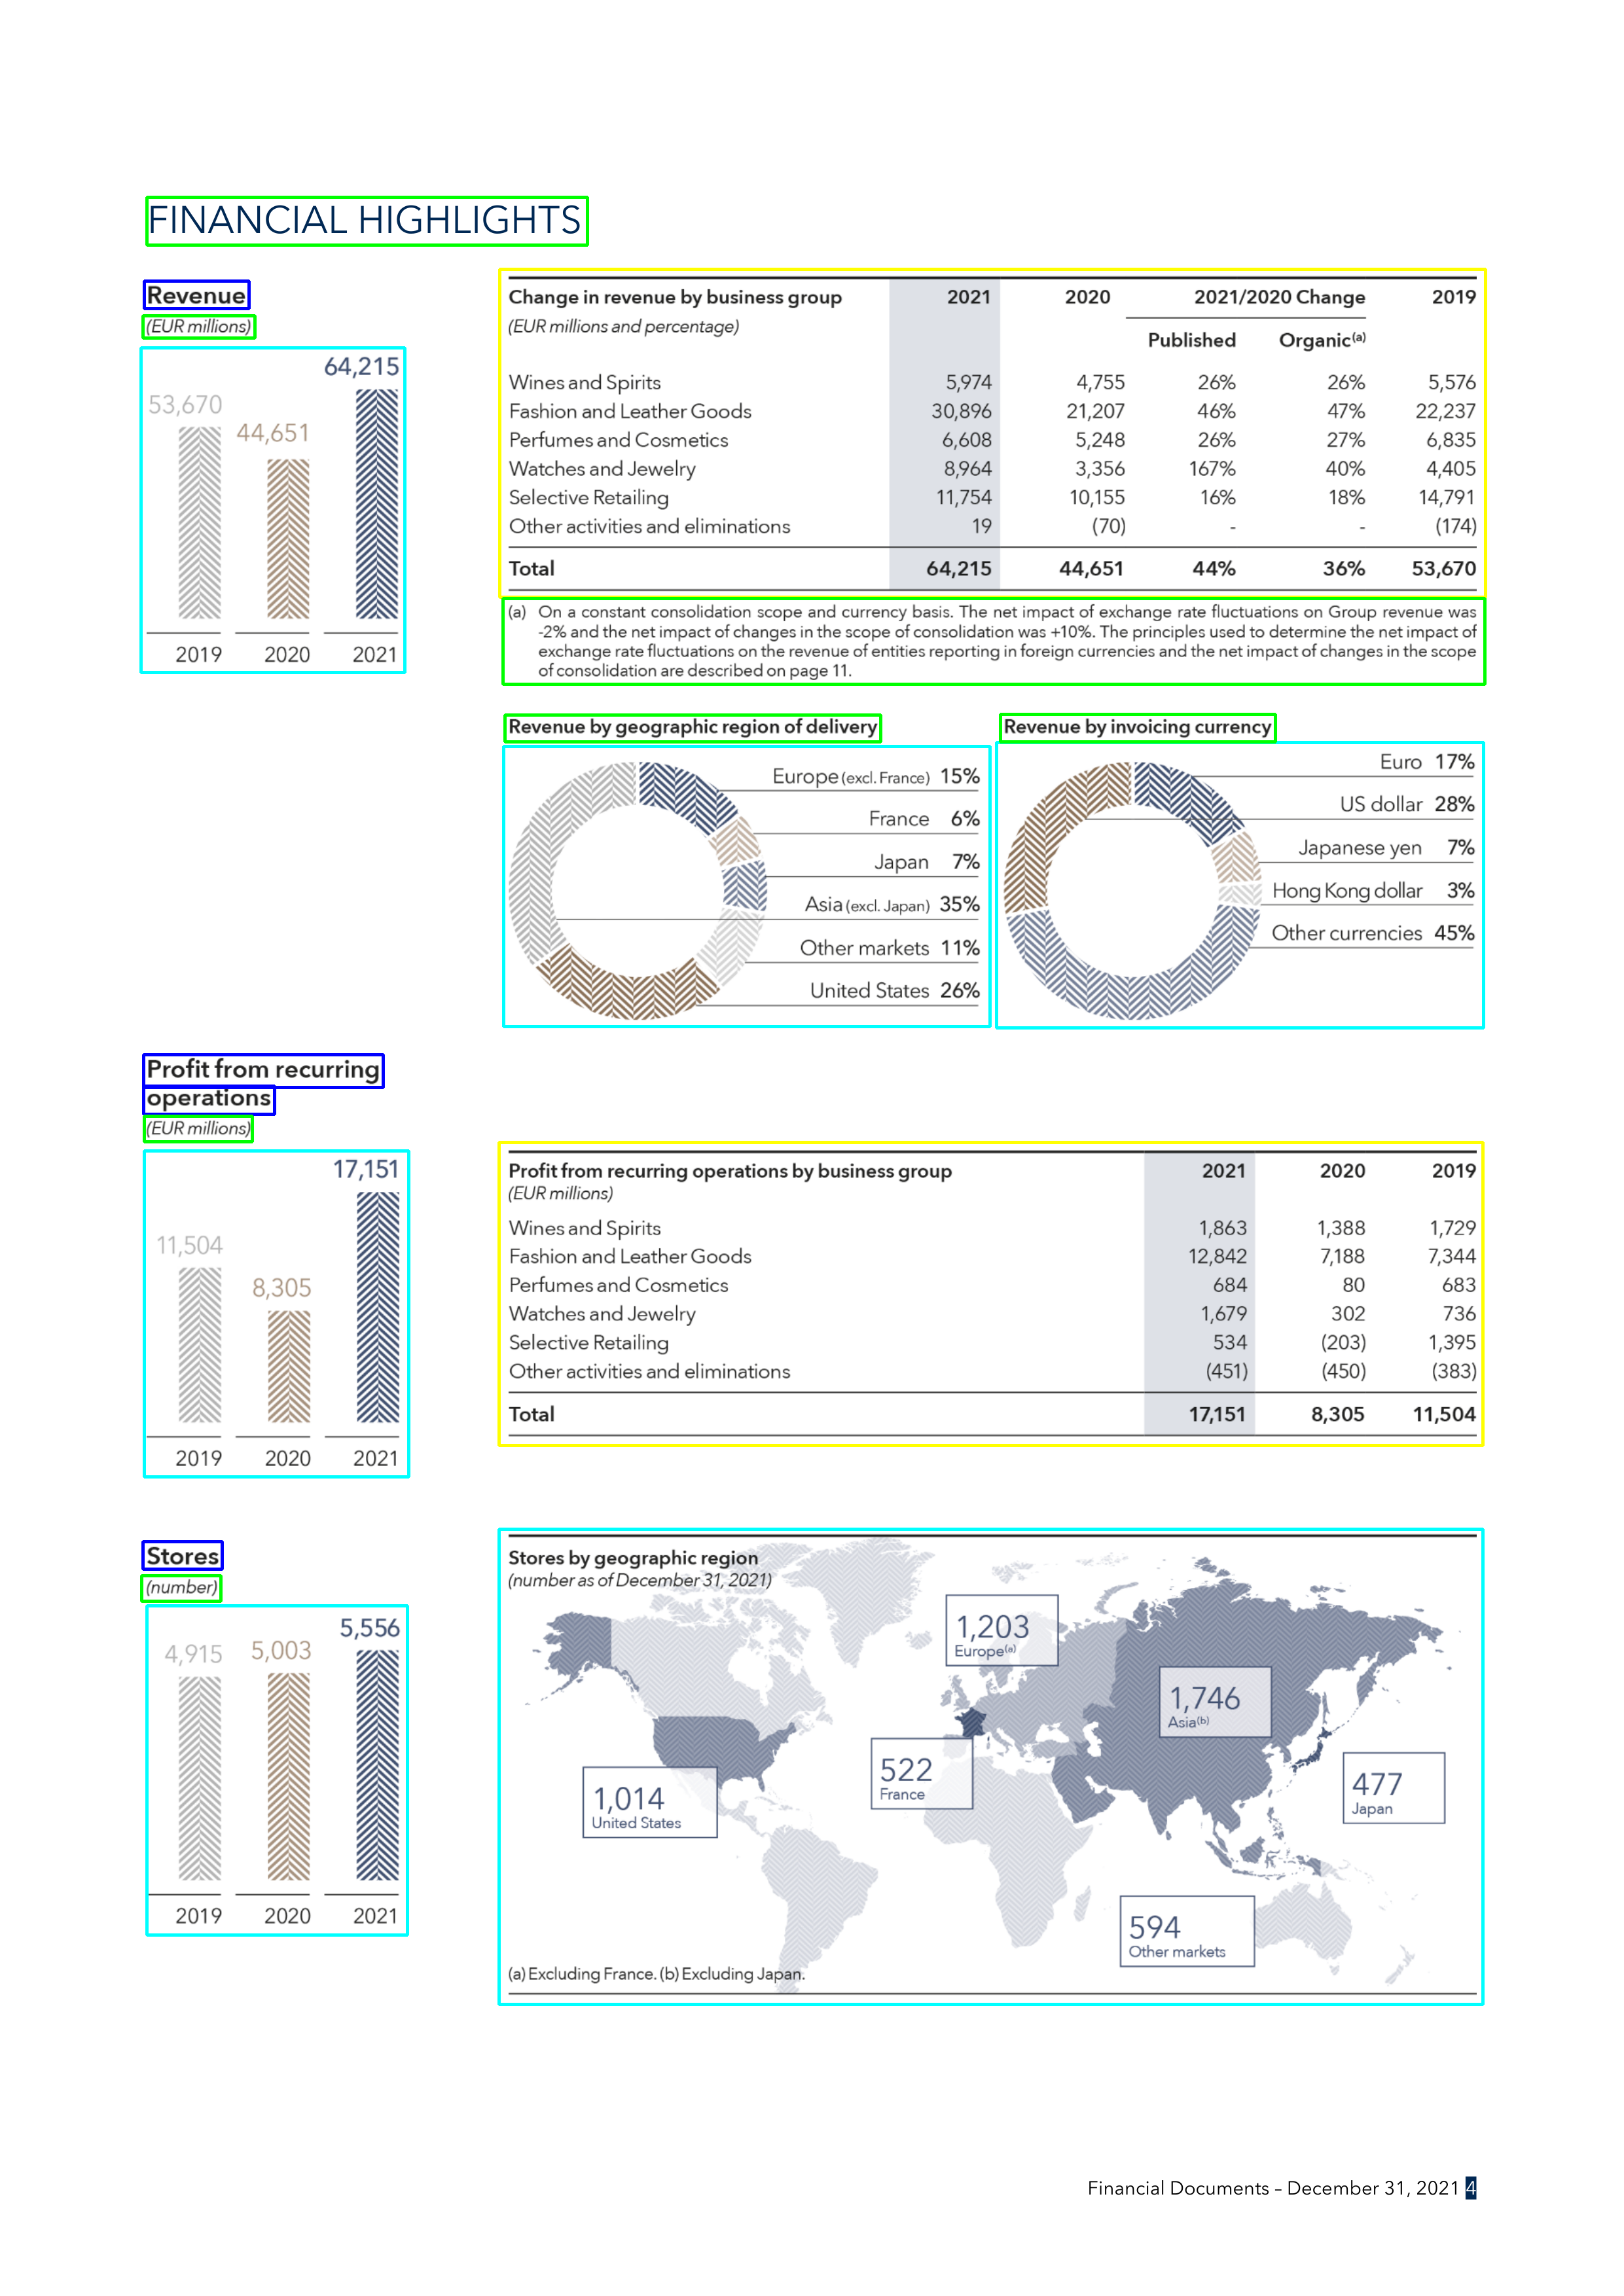 FINANCIAL HIGHLIGHTS
Revenue
(EUR millions)
53,670
44,651
64,215
2019 2020 2021
Change in revenue by business group 2021 2020 2021/2020 Change 2019
(EUR millions and percentage)
Published Organic(a)
Wines and Spirits 5,974 4,755 26% 26% 5,576
Fashion and Leather Goods 30,896 21,207 46% 47% 22,237
Perfumes and Cosmetics 6,608 5,248 26% 27% 6,835
Watches and Jewelry 8,964 3,356 167% 40% 4,405
Selective Retailing 11,754 10,155 16% 18% 14,791
Other activities and eliminations 19 (70) - - (174)
Total 64,215 44,651 44% 36% 53,670
(a) On a constant consolidation scope and currency basis. The net impact of exchange rate fluctuations on Group revenue was
-2% and the net impact of changes in the scope of consolidation was +10%. The principles used to determine the net impact of
exchange rate fluctuations on the revenue of entities reporting in foreign currencies and the net impact of changes in the scope
of consolidation are described on page 11.
Revenue by geographic region of delivery
Europe (excl. France) 15%
France 6%
Japan 7%
Asia (excl. Japan) 35%
Other markets 11%
United States 26%
Revenue by invoicing currency
Euro 17%
US dollar 28%
Japanese yen 7%
Hong Kong dollar 3%
Other currencies 45%
Profit from recurring
operations
(EUR millions)
11,504
8,305
17,151
2019 2020 2021
Profit from recurring operations by business group 2021 2020 2019
(EUR millions)
Wines and Spirits 1,863 1,388 1,729
Fashion and Leather Goods 12,842 7,188 7,344
Perfumes and Cosmetics 684 80 683
Watches and Jewelry 1,679 302 736
Selective Retailing 534 (203) 1,395
Other activities and eliminations (451) (450) (383)
Total 17,151 8,305 11,504
Stores
(number)
4,915
5,003
5,556
2019 2020 2021
Stores by geographic region
(number as of December 31, 2021)
1,203
Europe(a)
1,746
Asia(b)
522
France
477
Japan
1,014
United States
594
Other markets
(a) Excluding France. (b) Excluding Japan.
Financial Documents – December 31, 2021 4